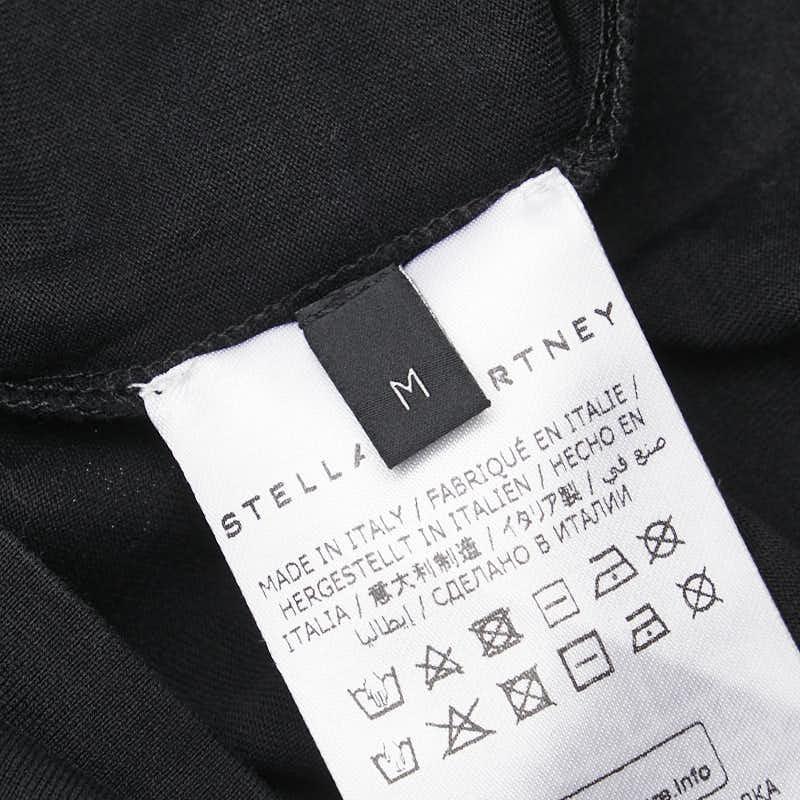 M
STELLA RTNEY
MADE IN ITALY / FABRIQUÉ EN ITALIE /
HERGESTELLT IN ITALIEN / HECHO EN
ITALIA / 意大利制造 / イタリア製 / صنع في
إيطاليا / СДЕЛАНО В ИТАЛИИ
Info